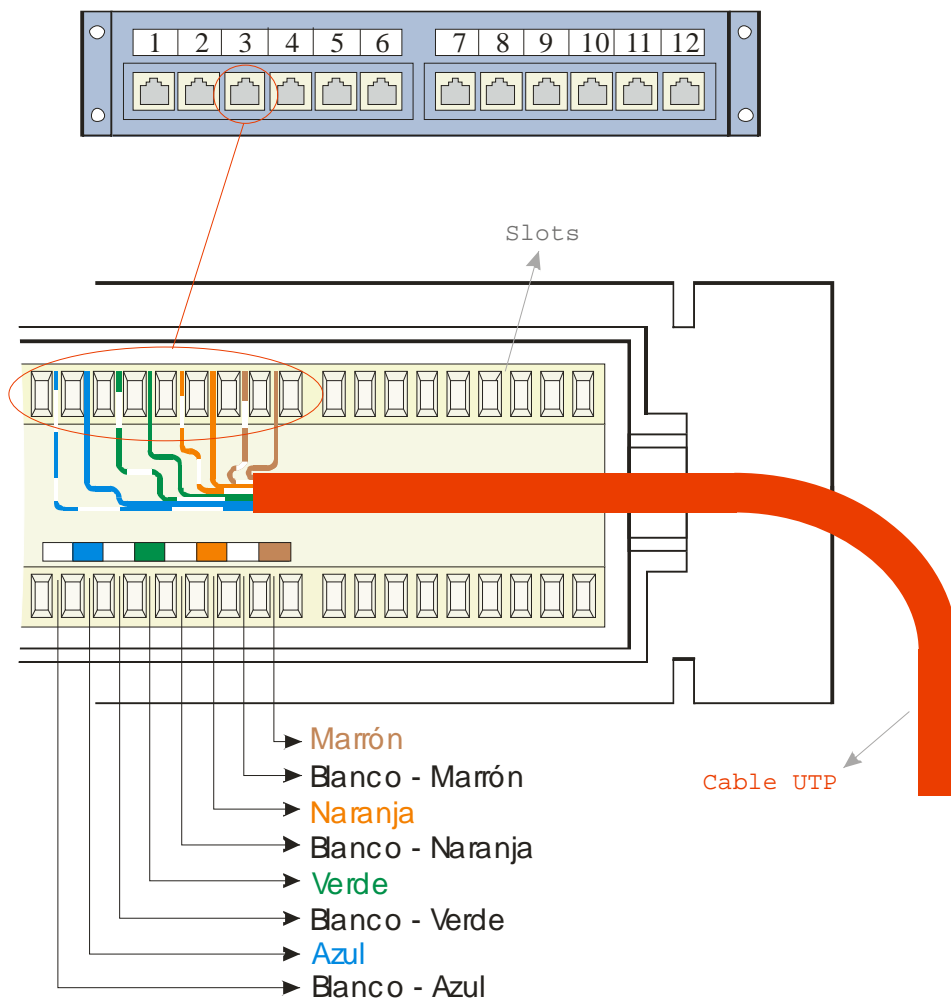 1 2 3 4 5 6 7 8 9 10 11 12
Slots
Marrón
Blanco - Marrón
Cable UTP
Naranja
Blanco - Naranja
Verde
Blanco - Verde
Azul
Blanco - Azul